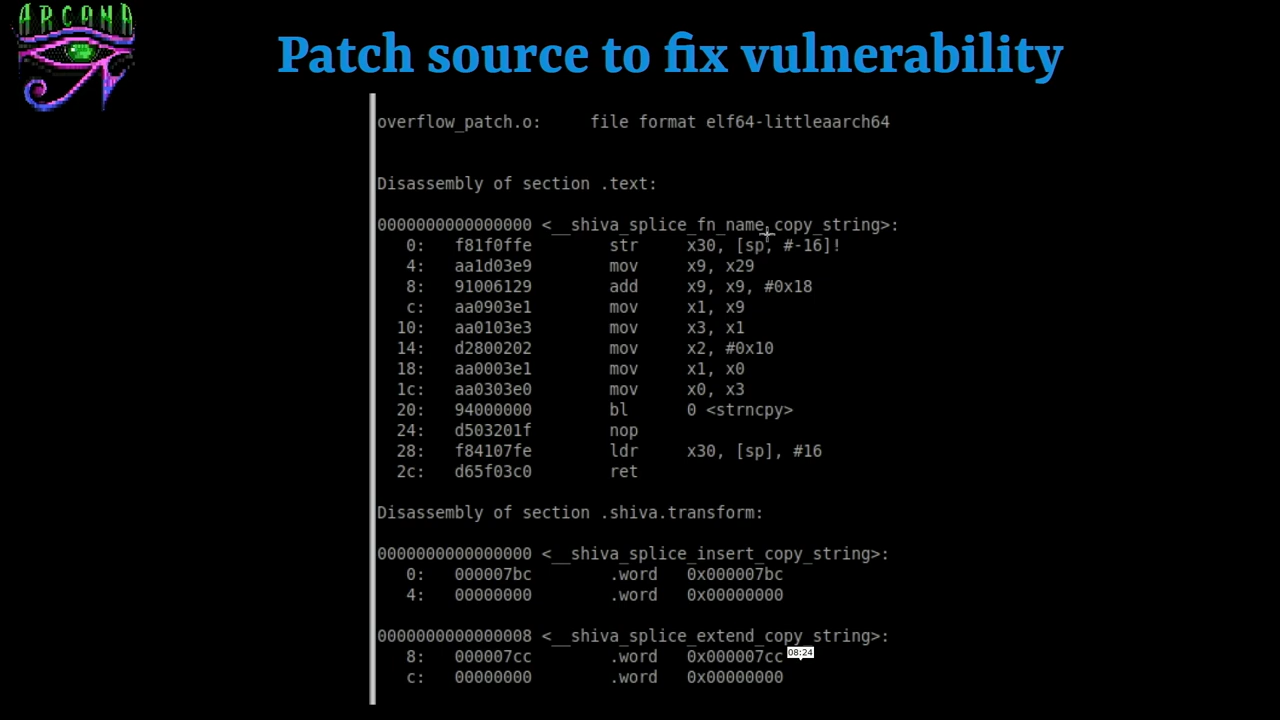 ARCANA
Patch source to fix vulnerability
overflow_patch.o:     file format elf64-littleaarch64
Disassembly of section .text:
0000000000000000 <__shiva_splice_fn_name_copy_string>:
   0:   f81f0ffe        str     x30, [sp, #-16]!
   4:   aa1d03e9        mov     x9, x29
   8:   91006129        add     x9, x9, #0x18
   c:   aa0903e1        mov     x1, x9
  10:   aa0103e3        mov     x3, x1
  14:   d2800202        mov     x2, #0x10
  18:   aa0003e1        mov     x1, x0
  1c:   aa0303e0        mov     x0, x3
  20:   94000000        bl      0 <strncpy>
  24:   d503201f        nop
  28:   f84107fe        ldr     x30, [sp], #16
  2c:   d65f03c0        ret
Disassembly of section .shiva.transform:
0000000000000000 <__shiva_splice_insert_copy_string>:
   0:   000007bc        .word   0x000007bc
   4:   00000000        .word   0x00000000
0000000000000008 <__shiva_splice_extend_copy_string>:
   8:   000007cc        .word   0x000007cc
08:24
   c:   00000000        .word   0x00000000